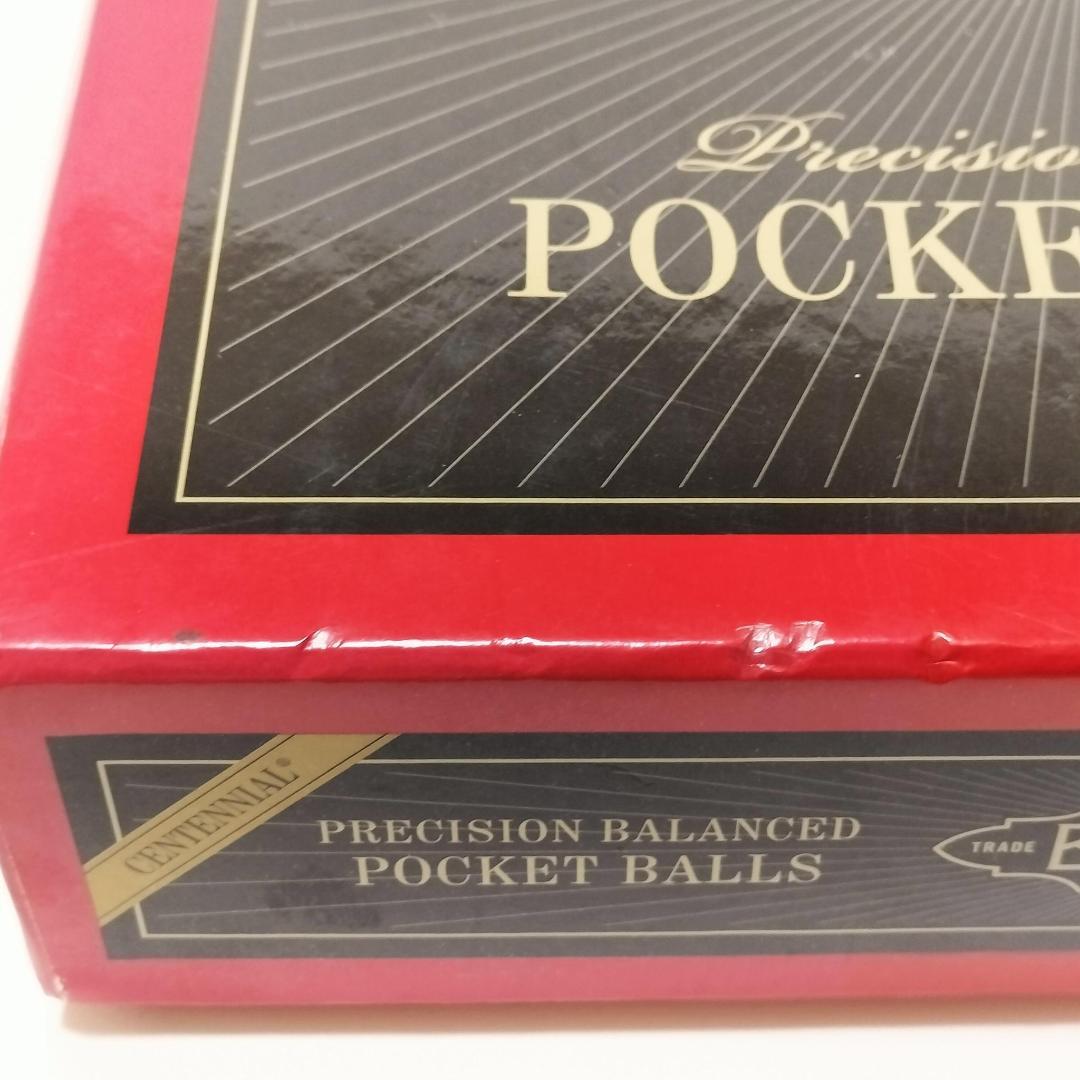 Precisio
POCKE
CENTENNIAL®
PRECISION BALANCED
POCKET BALLS
TRADE